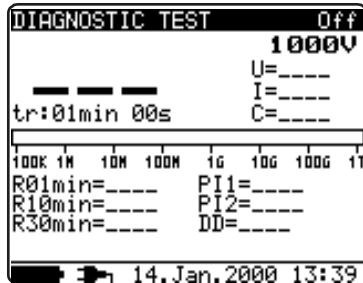 DIAGNOSTIC TEST Off
1000V
U=____
I=____
tr:01min 00s C=____
100K 1M 10M 100M 1G 10G 100G 1T
R01min=____ PI1=____
R10min=____ PI2=____
R30min=____ DD=____
14.Jan.2000 13:39